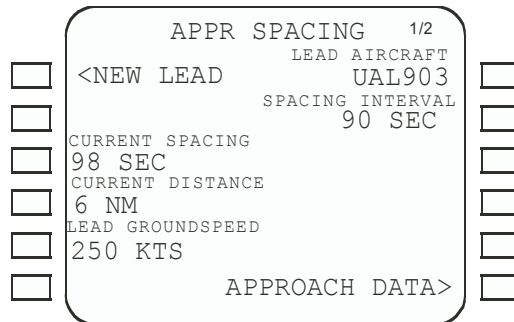 APPR SPACING 1/2
LEAD AIRCRAFT
<NEW LEAD UAL903
SPACING INTERVAL
90 SEC
CURRENT SPACING
98 SEC
CURRENT DISTANCE
6 NM
LEAD GROUNDSPEED
250 KTS
APPROACH DATA>